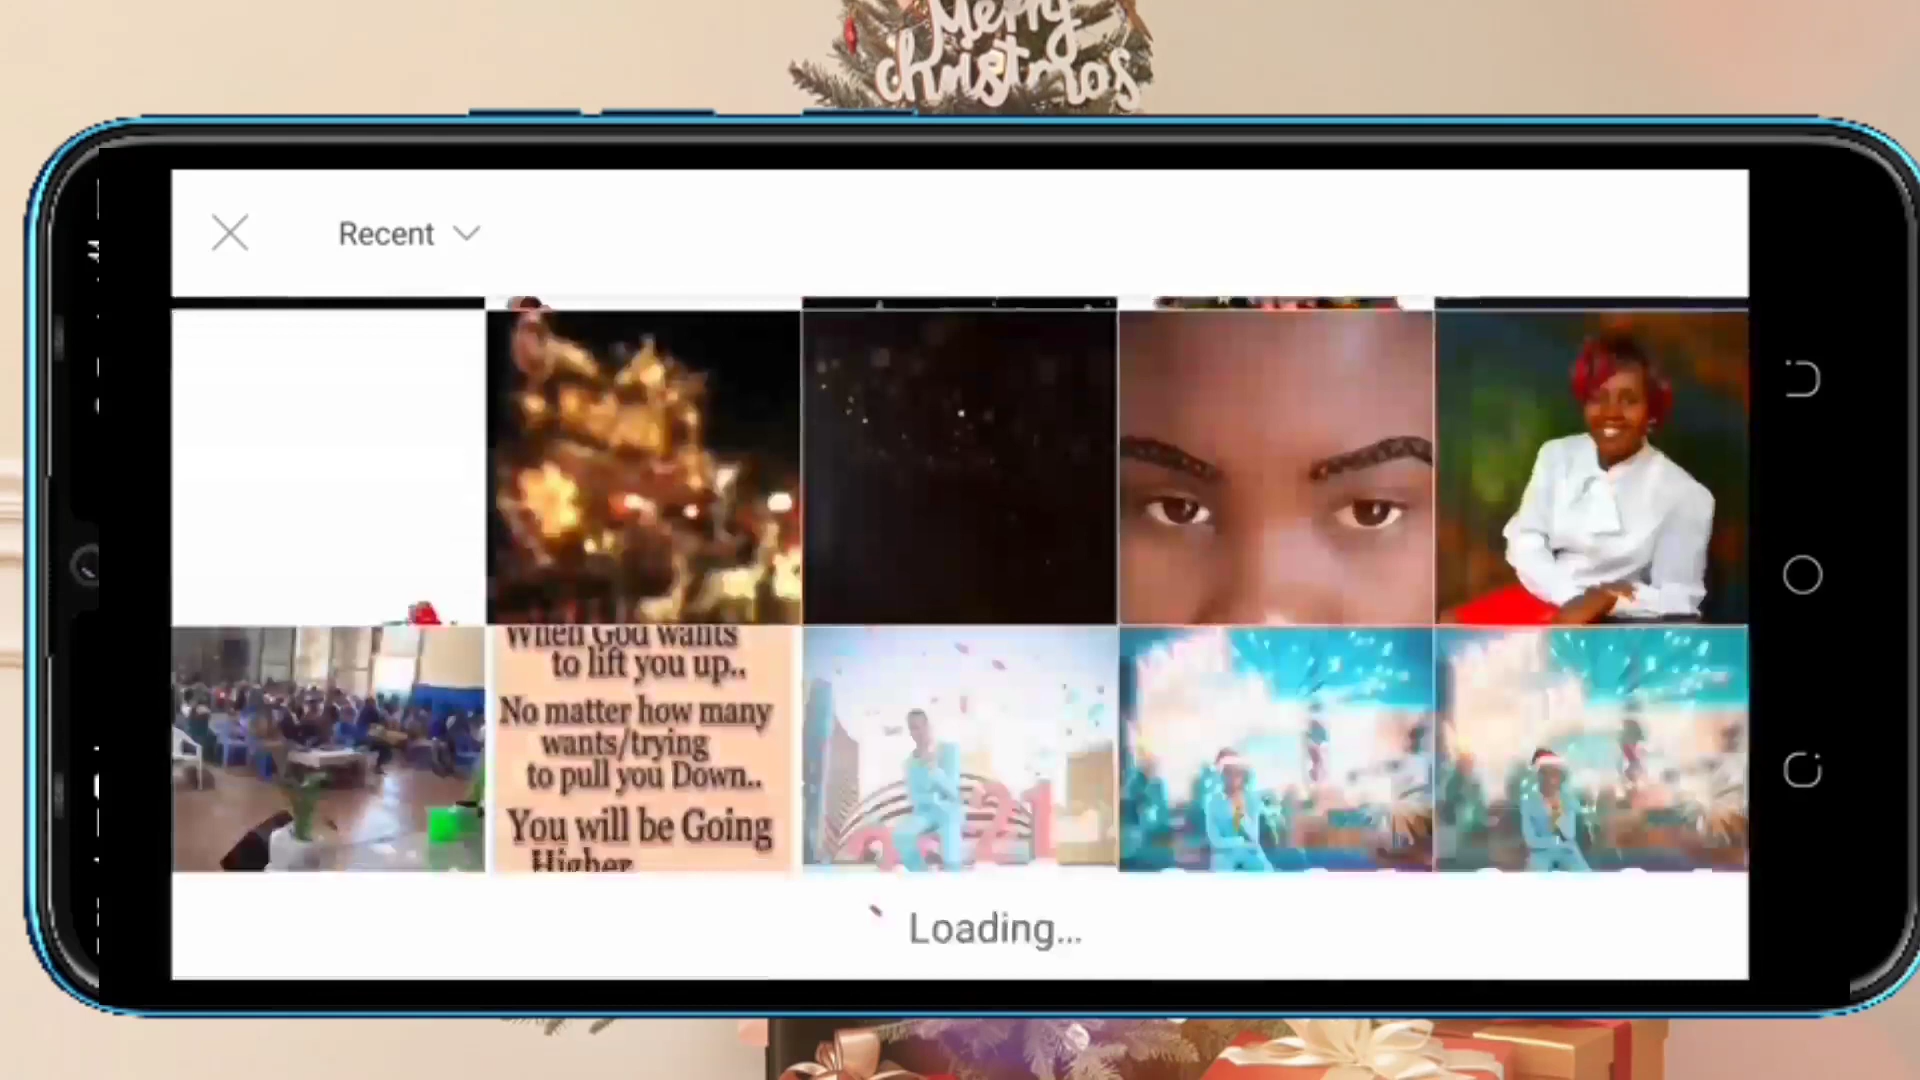 Merry
christmas
Recent
When God wants
to lift you up..
No matter how many
wants/trying
to pull you Down..
You will be Going
Higher
Loading...